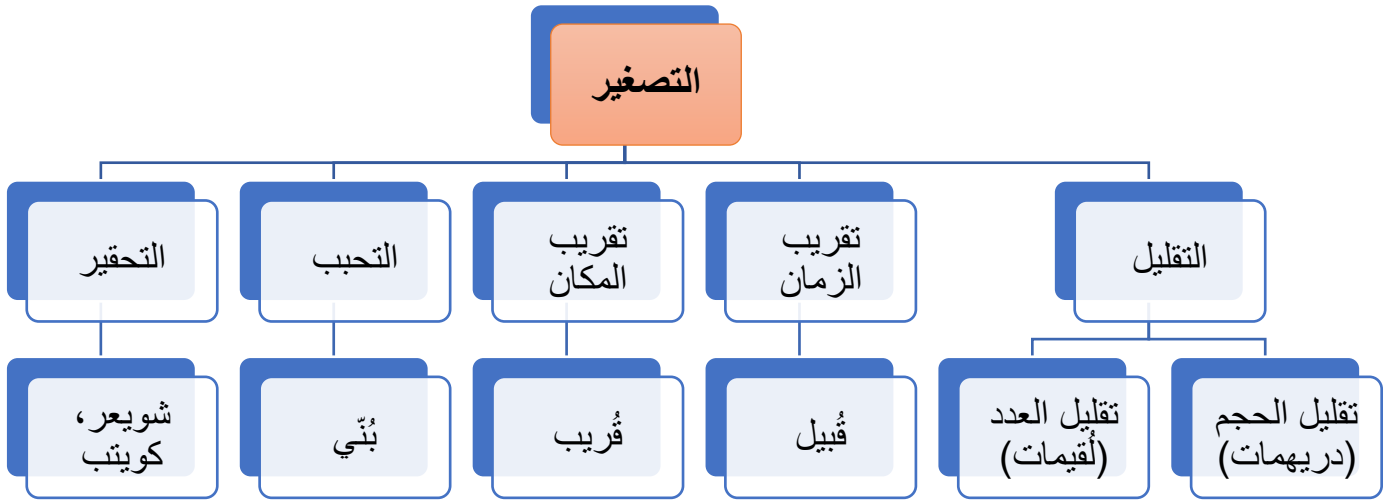 التصغير
التقليل
تقريب
الزمان
تقريب
المكان
التحبب
التحقير
تقليل الحجم
(دريهمات)
تقليل العدد
(لُقيمات)
قُبيل
قُريب
بُنّي
شويعر،
كويتب